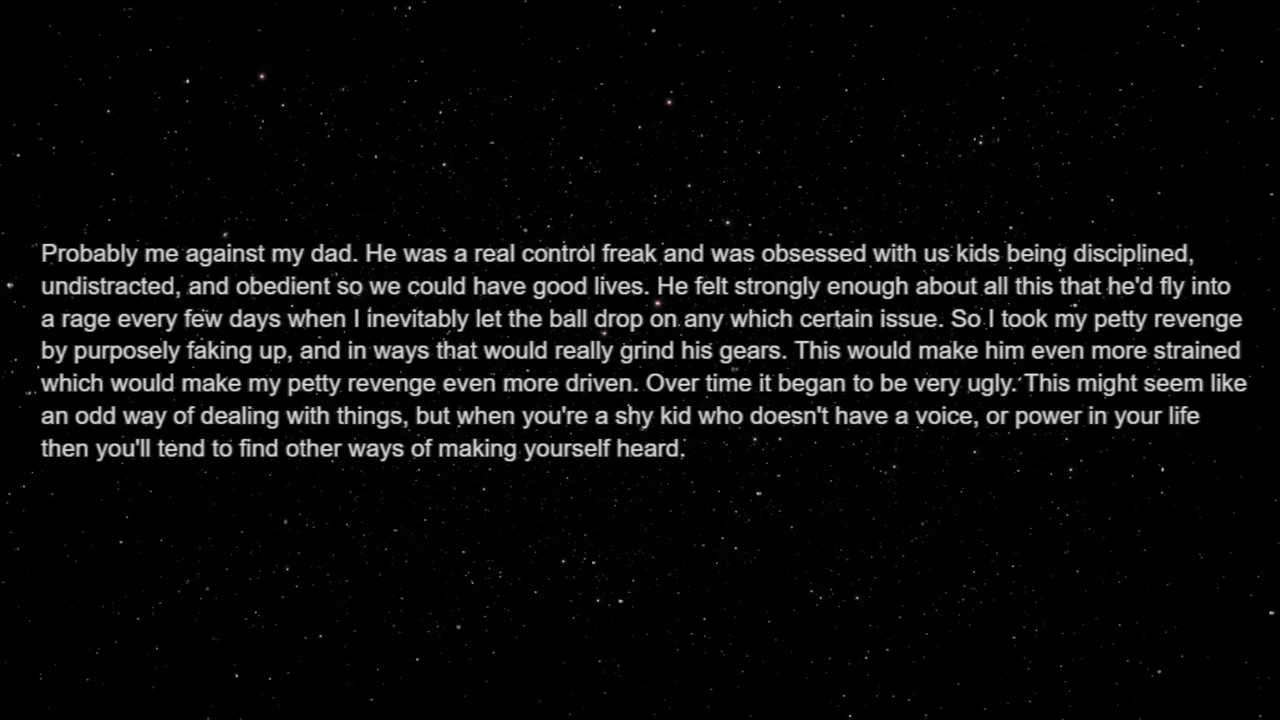 Probably me against my dad. He was a real control freak and was obsessed with us kids being disciplined,
undistracted, and obedient so we could have good lives. He felt strongly enough about all this that he'd fly into
a rage every few days when I inevitably let the ball drop on any which certain issue. So I took my petty revenge
by purposely faking up, and in ways that would really grind his gears. This would make him even more strained
which would make my petty revenge even more driven. Over time it began to be very ugly. This might seem like
an odd way of dealing with things, but when you're a shy kid who doesn't have a voice, or power in your life
then you'll tend to find other ways of making yourself heard.